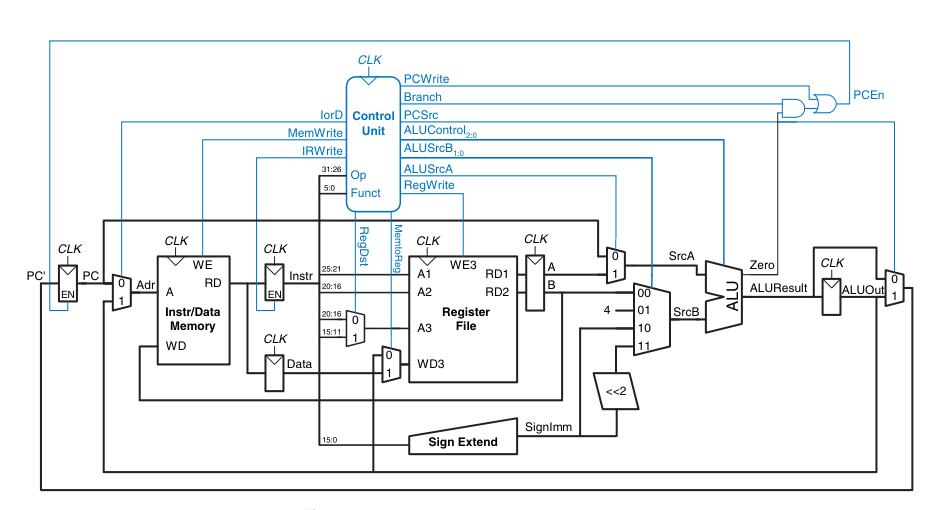 CLK
PCWrite
Branch
PCEn
IorD
PCSrc
Control
Unit
MemWrite
ALUControl2:0
IRWrite
ALUSrcB1:0
31:26
Op
ALUSrcA
5:0
Funct
RegWrite
RegDst
MemtoReg
CLK
CLK
CLK
CLK
CLK
CLK
PC'
PC
EN
0
1
Adr
WE
A
RD
Instr/Data
Memory
WD
EN
Instr
CLK
Data
25:21
20:16
20:16
15:11
0
1
0
1
A1
A2
A3
WD3
WE3
RD1
RD2
Register
File
A
B
0
1
SrcA
4
00
01
10
11
SrcB
ALU
Zero
ALUResult
ALUOut
0
1
<<2
15:0
Sign Extend
SignImm